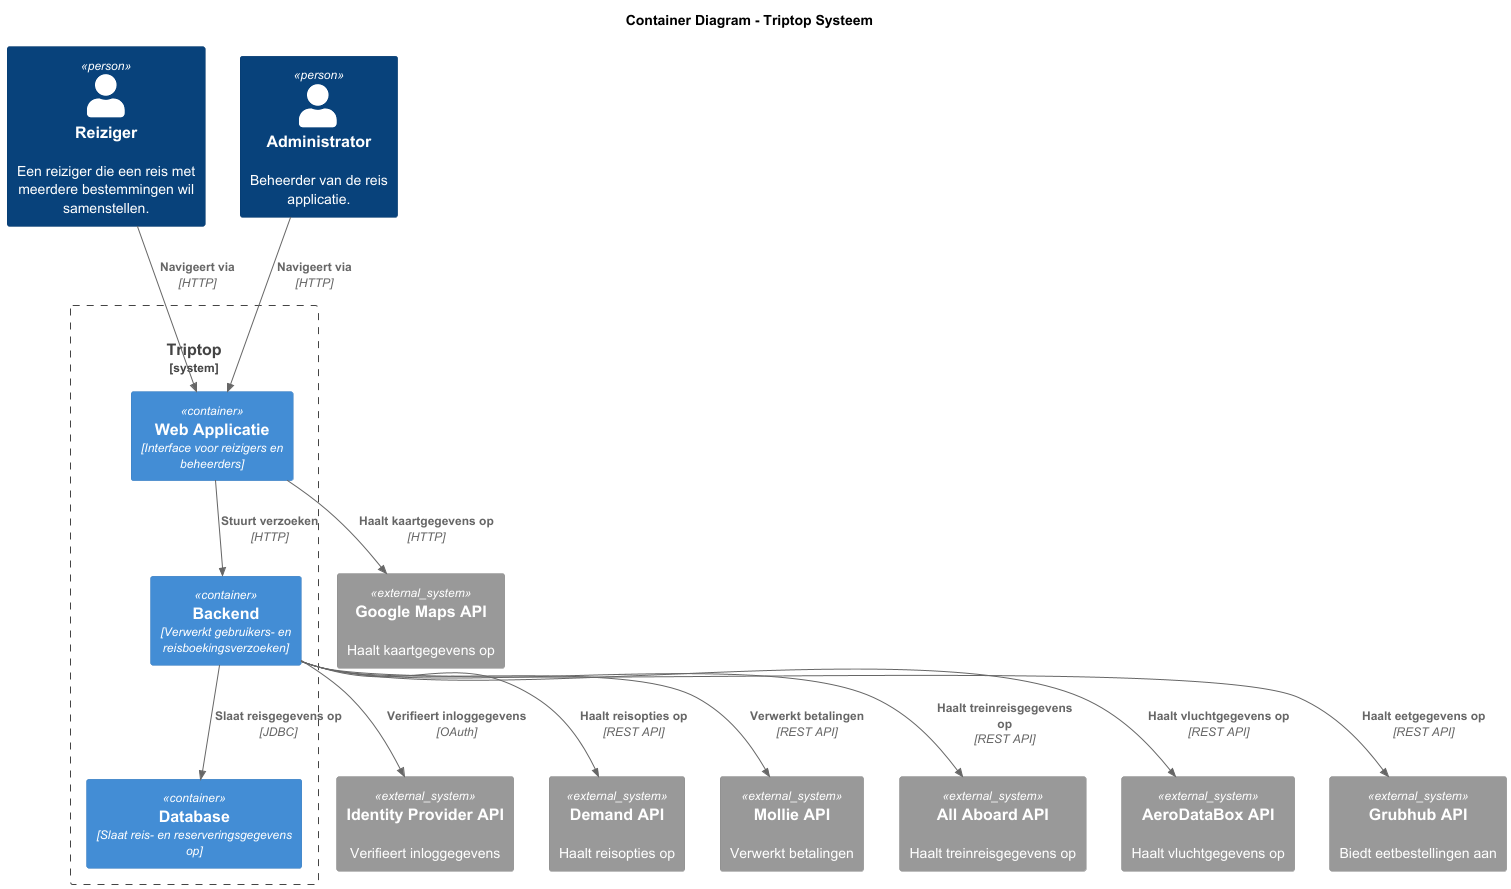 Container Diagram - Triptop Systeem
«person»
Reiziger
Een reiziger die een reis met
meerdere bestemmingen wil
samenstellen.
«person»
Administrator
Beheerder van de reis
applicatie.
Navigeert via
[HTTP]
Navigeert via
[HTTP]
Triptop
[system]
«container»
Web Applicatie
[Interface voor reizigers en
beheerders]
Stuurt verzoeken
[HTTP]
Haalt kaartgegevens op
[HTTP]
«container»
Backend
[Verwerkt gebruikers- en
reisboekingsverzoeken]
«external_system»
Google Maps API
Haalt kaartgegevens op
Slaat reisgegevens op
[JDBC]
Verifieert inloggegevens
[OAuth]
Haalt reisopties op
[REST API]
Verwerkt betalingen
[REST API]
Haalt treinreisgegevens
op
[REST API]
Haalt vluchtgegevens op
[REST API]
Haalt eetgegevens op
[REST API]
«container»
Database
[Slaat reis- en reserveringsgegevens
op]
«external_system»
Identity Provider API
Verifieert inloggegevens
«external_system»
Demand API
Haalt reisopties op
«external_system»
Mollie API
Verwerkt betalingen
«external_system»
All Aboard API
Haalt treinreisgegevens op
«external_system»
AeroDataBox API
Haalt vluchtgegevens op
«external_system»
Grubhub API
Biedt eetbestellingen aan